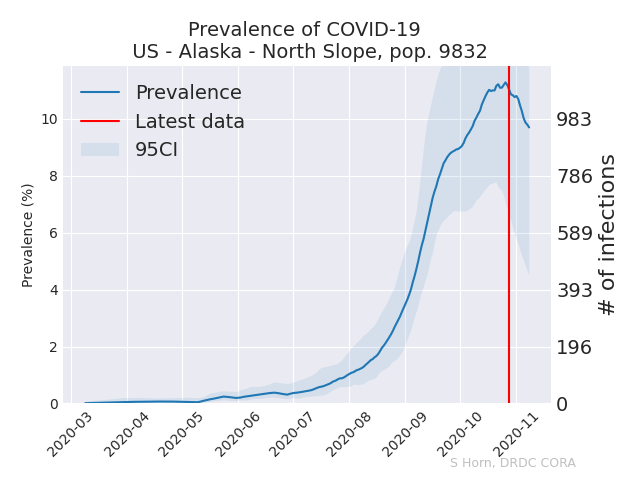 Prevalence of COVID-19
US - Alaska - North Slope, pop. 9832
Prevalence
Latest data
95CI
Prevalence (%)
10
8
6
4
2
0
983
786
589
393
196
0
# of infections
2020-03
2020-04
2020-05
2020-06
2020-07
2020-08
2020-09
2020-10
2020-11
S Horn, DRDC CORA